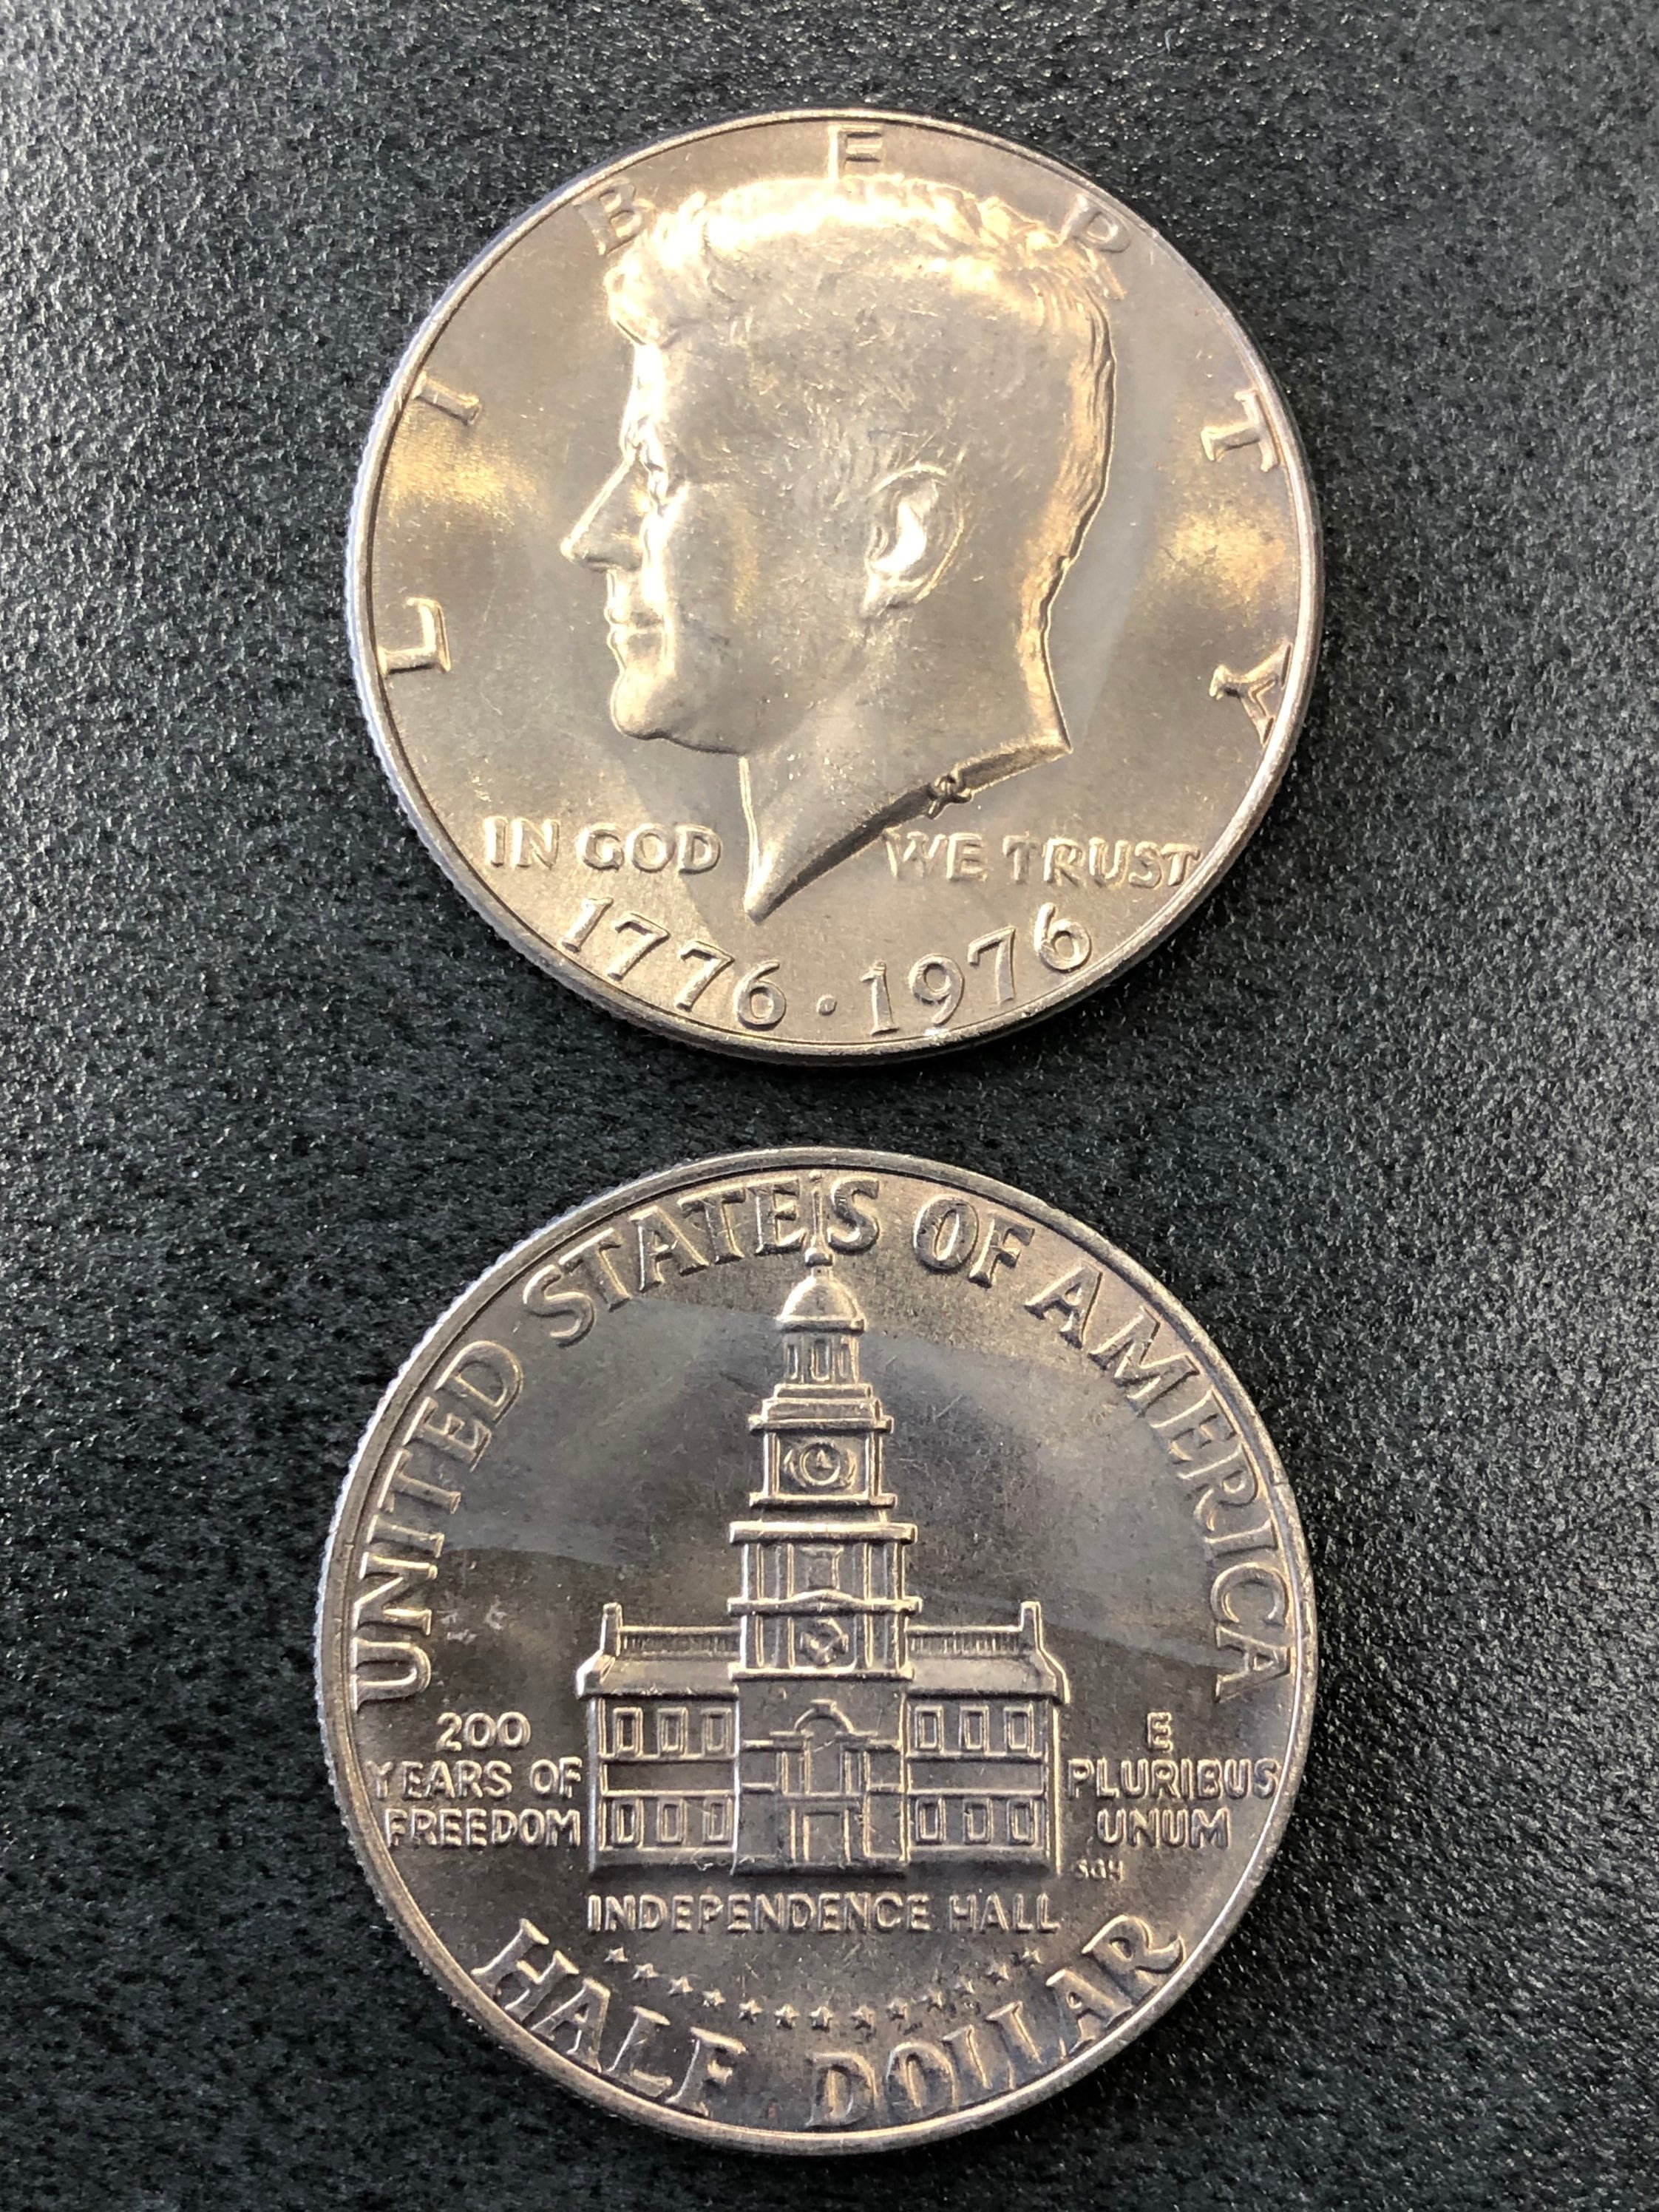 LIBERTY
IN GOD WE TRUST
1776·1976
UNITED STATES OF AMERICA
200
YEARS OF
FREEDOM
E
PLURIBUS
UNUM
SGH
INDEPENDENCE HALL
HALF DOLLAR